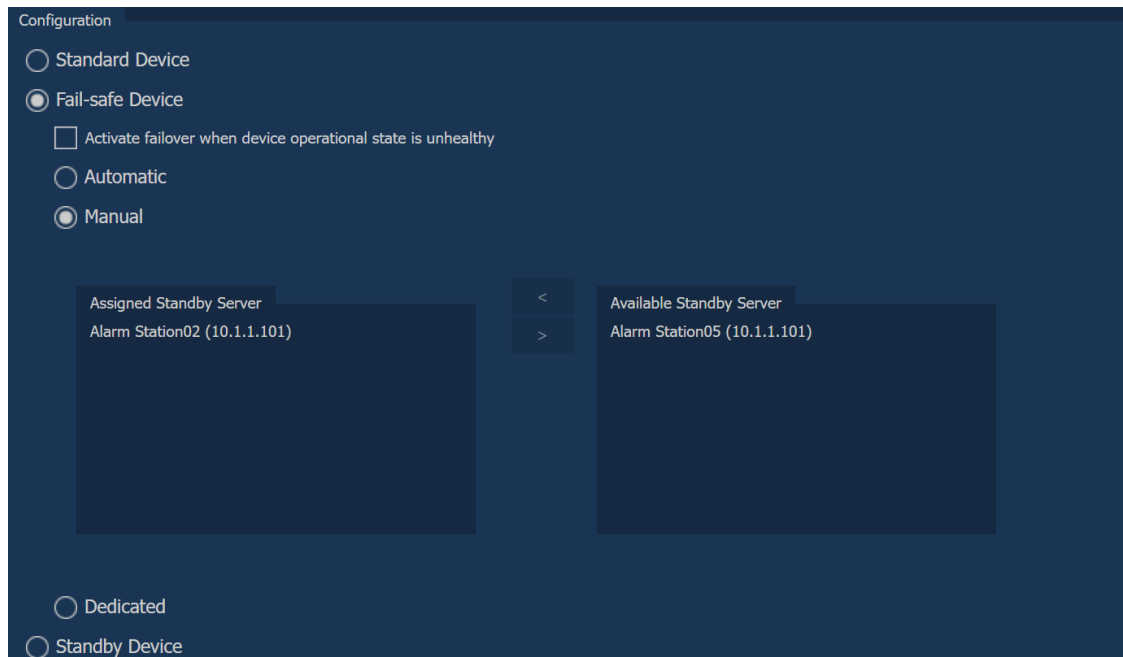 Configuration
Standard Device
Fail-safe Device
Activate failover when device operational state is unhealthy
Automatic
Manual
Assigned Standby Server
Alarm Station02 (10.1.1.101)
<
>
Available Standby Server
Alarm Station05 (10.1.1.101)
Dedicated
Standby Device